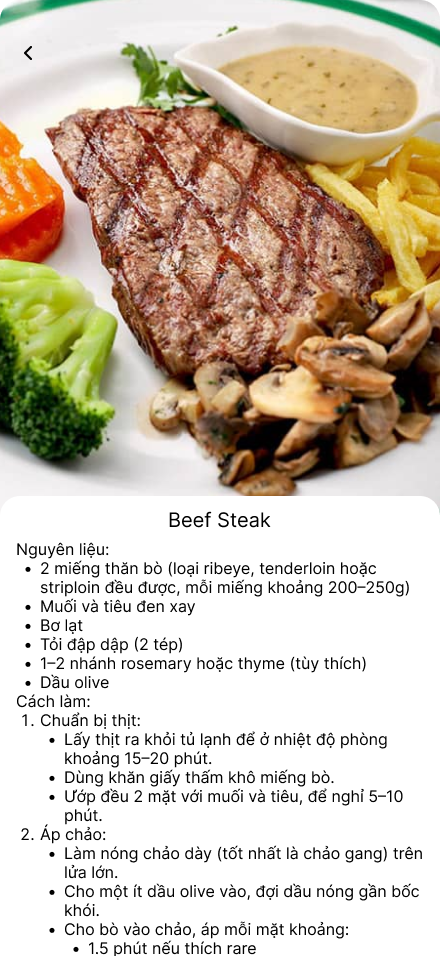 Beef Steak
Nguyên liệu:
• 2 miếng thăn bò (loại ribeye, tenderloin hoặc
striploin đều được, mỗi miếng khoảng 200–250g)
• Muối và tiêu đen xay
• Bơ lạt
• Tỏi đập dập (2 tép)
• 1–2 nhánh rosemary hoặc thyme (tùy thích)
• Dầu olive
Cách làm:
1. Chuẩn bị thịt:
• Lấy thịt ra khỏi tủ lạnh để ở nhiệt độ phòng
khoảng 15–20 phút.
• Dùng khăn giấy thấm khô miếng bò.
• Ướp đều 2 mặt với muối và tiêu, để nghỉ 5–10
phút.
2. Áp chảo:
• Làm nóng chảo dày (tốt nhất là chảo gang) trên
lửa lớn.
• Cho một ít dầu olive vào, đợi dầu nóng gần bốc
khói.
• Cho bò vào chảo, áp mỗi mặt khoảng:
• 1.5 phút nếu thích rare